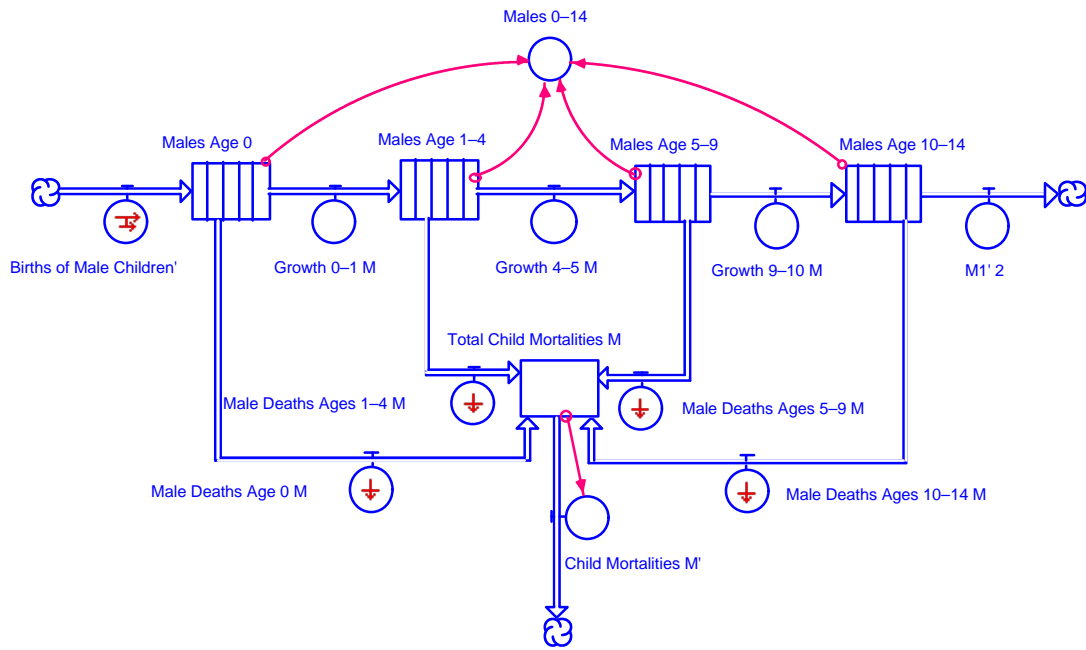 Males 0–14
Males Age 0
Males Age 1–4
Males Age 5–9
Males Age 10–14
Births of Male Children'
Growth 0–1 M
Growth 4–5 M
Growth 9–10 M
M1' 2
Total Child Mortalities M
Male Deaths Ages 1–4 M
Male Deaths Ages 5–9 M
Male Deaths Age 0 M
Male Deaths Ages 10–14 M
Child Mortalities M'